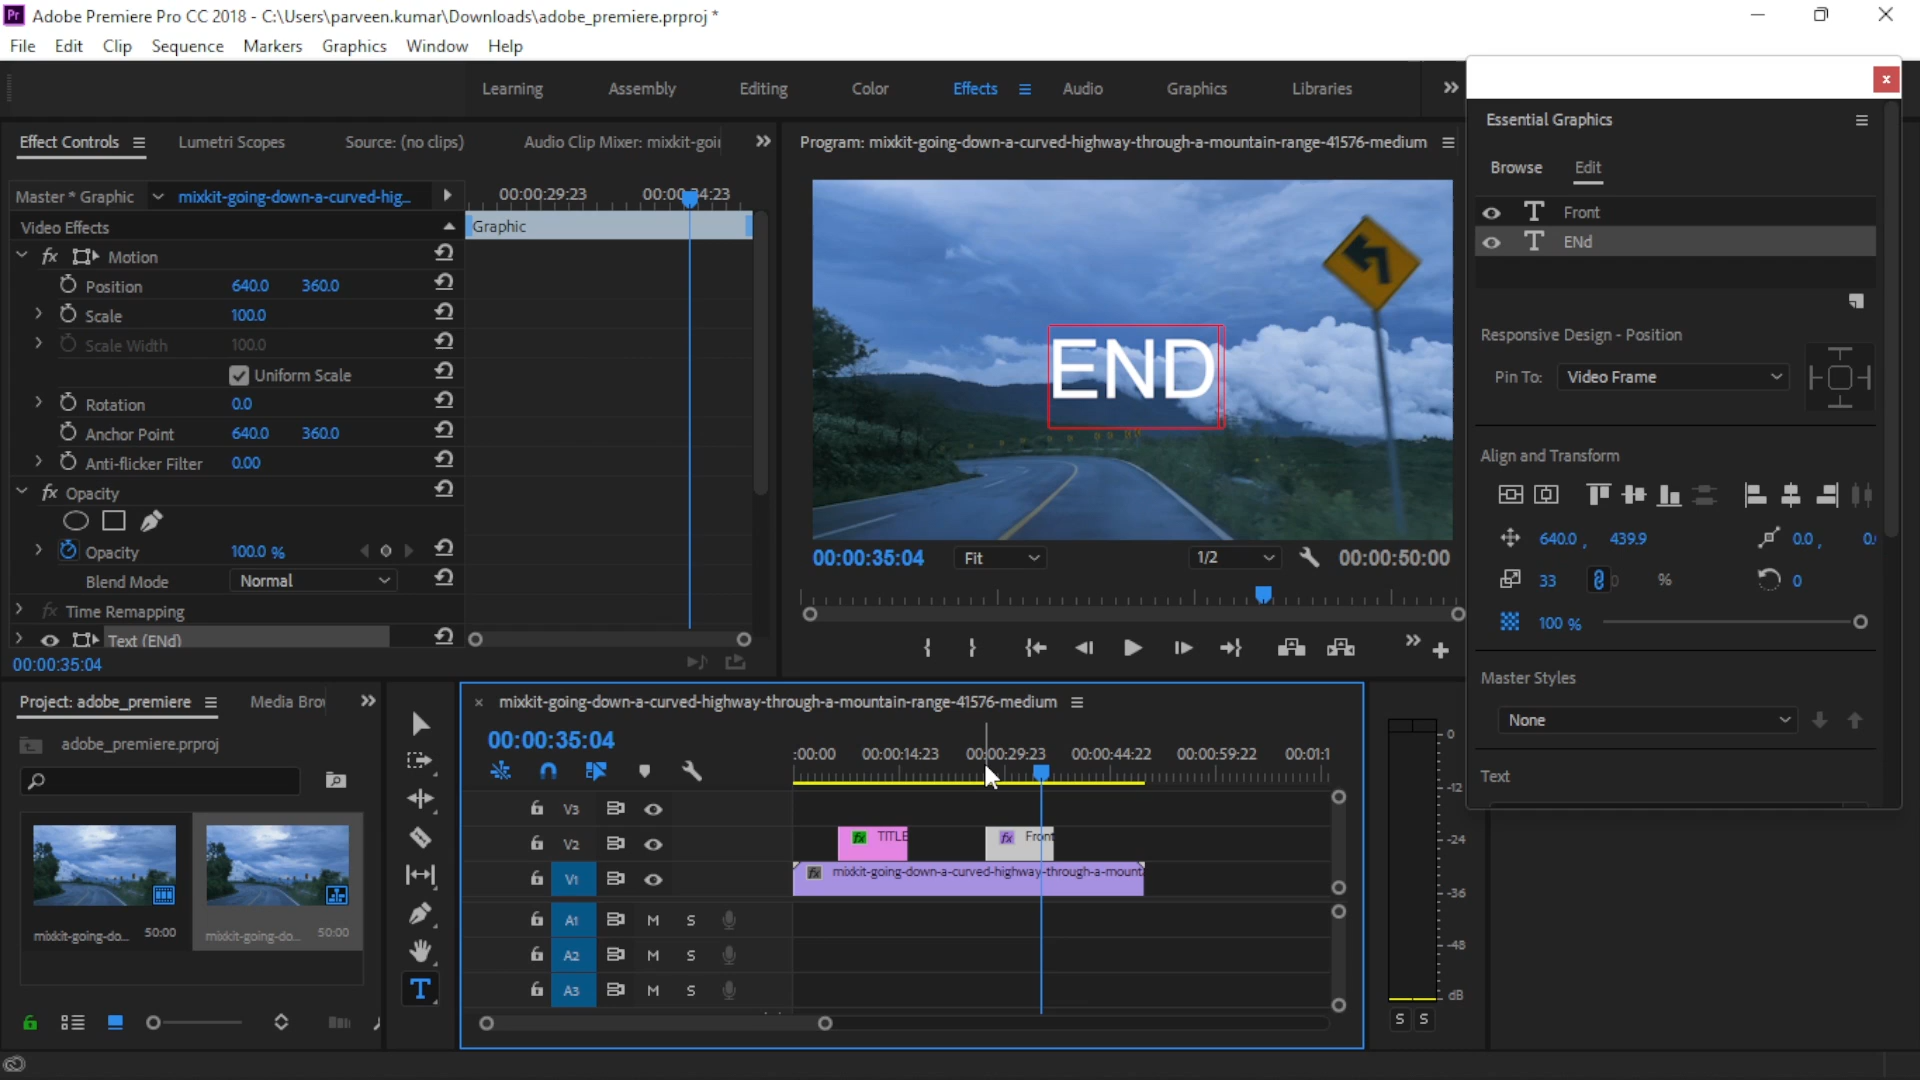 Pr Adobe Premiere Pro CC 2018 - C:\Users\parveen.kumar\Downloads\adobe_premiere.prproj *
File Edit Clip Sequence Markers Graphics Window Help
Learning Assembly Editing Color Effects Audio Graphics Libraries
Effect Controls Lumetri Scopes Source: (no clips) Audio Clip Mixer: mixkit-goi
Master * Graphic mixkit-going-down-a-curved-hig...
00:00:29:23
Graphic
Video Effects
fx Motion
Position 640.0 360.0
Scale 100.0
Scale Width 100.0
Uniform Scale
Rotation 0.0
Anchor Point 640.0 360.0
Anti-flicker Filter 0.00
fx Opacity
Opacity 100.0 %
Blend Mode Normal
fx Time Remapping
Text (ENd)
00:00:35:04
Program: mixkit-going-down-a-curved-highway-through-a-mountain-range-41576-medium
END
00:00:35:04 Fit 1/2 00:00:50:00
Essential Graphics
Browse Edit
T Front
T ENd
Responsive Design - Position
Pin To: Video Frame
Align and Transform
640.0 , 439.9 0.0 ,
33 %
0
100 %
Master Styles
None
Text
Project: adobe_premiere Media Bro
adobe_premiere.prproj
mixkit-going-do... 50:00
mixkit-going-do... 50:00
T
mixkit-going-down-a-curved-highway-through-a-mountain-range-41576-medium
00:00:35:04
:00:00 00:00:14:23 00:00:29:23 00:00:44:22 00:00:59:22 00:01:1
V3
V2 fx TITLE fx Front
V1 fx mixkit-going-down-a-curved-highway-through-a-mount
A1 M S
A2 M S
A3 M S
0
-12
-24
-36
-48
dB
S S